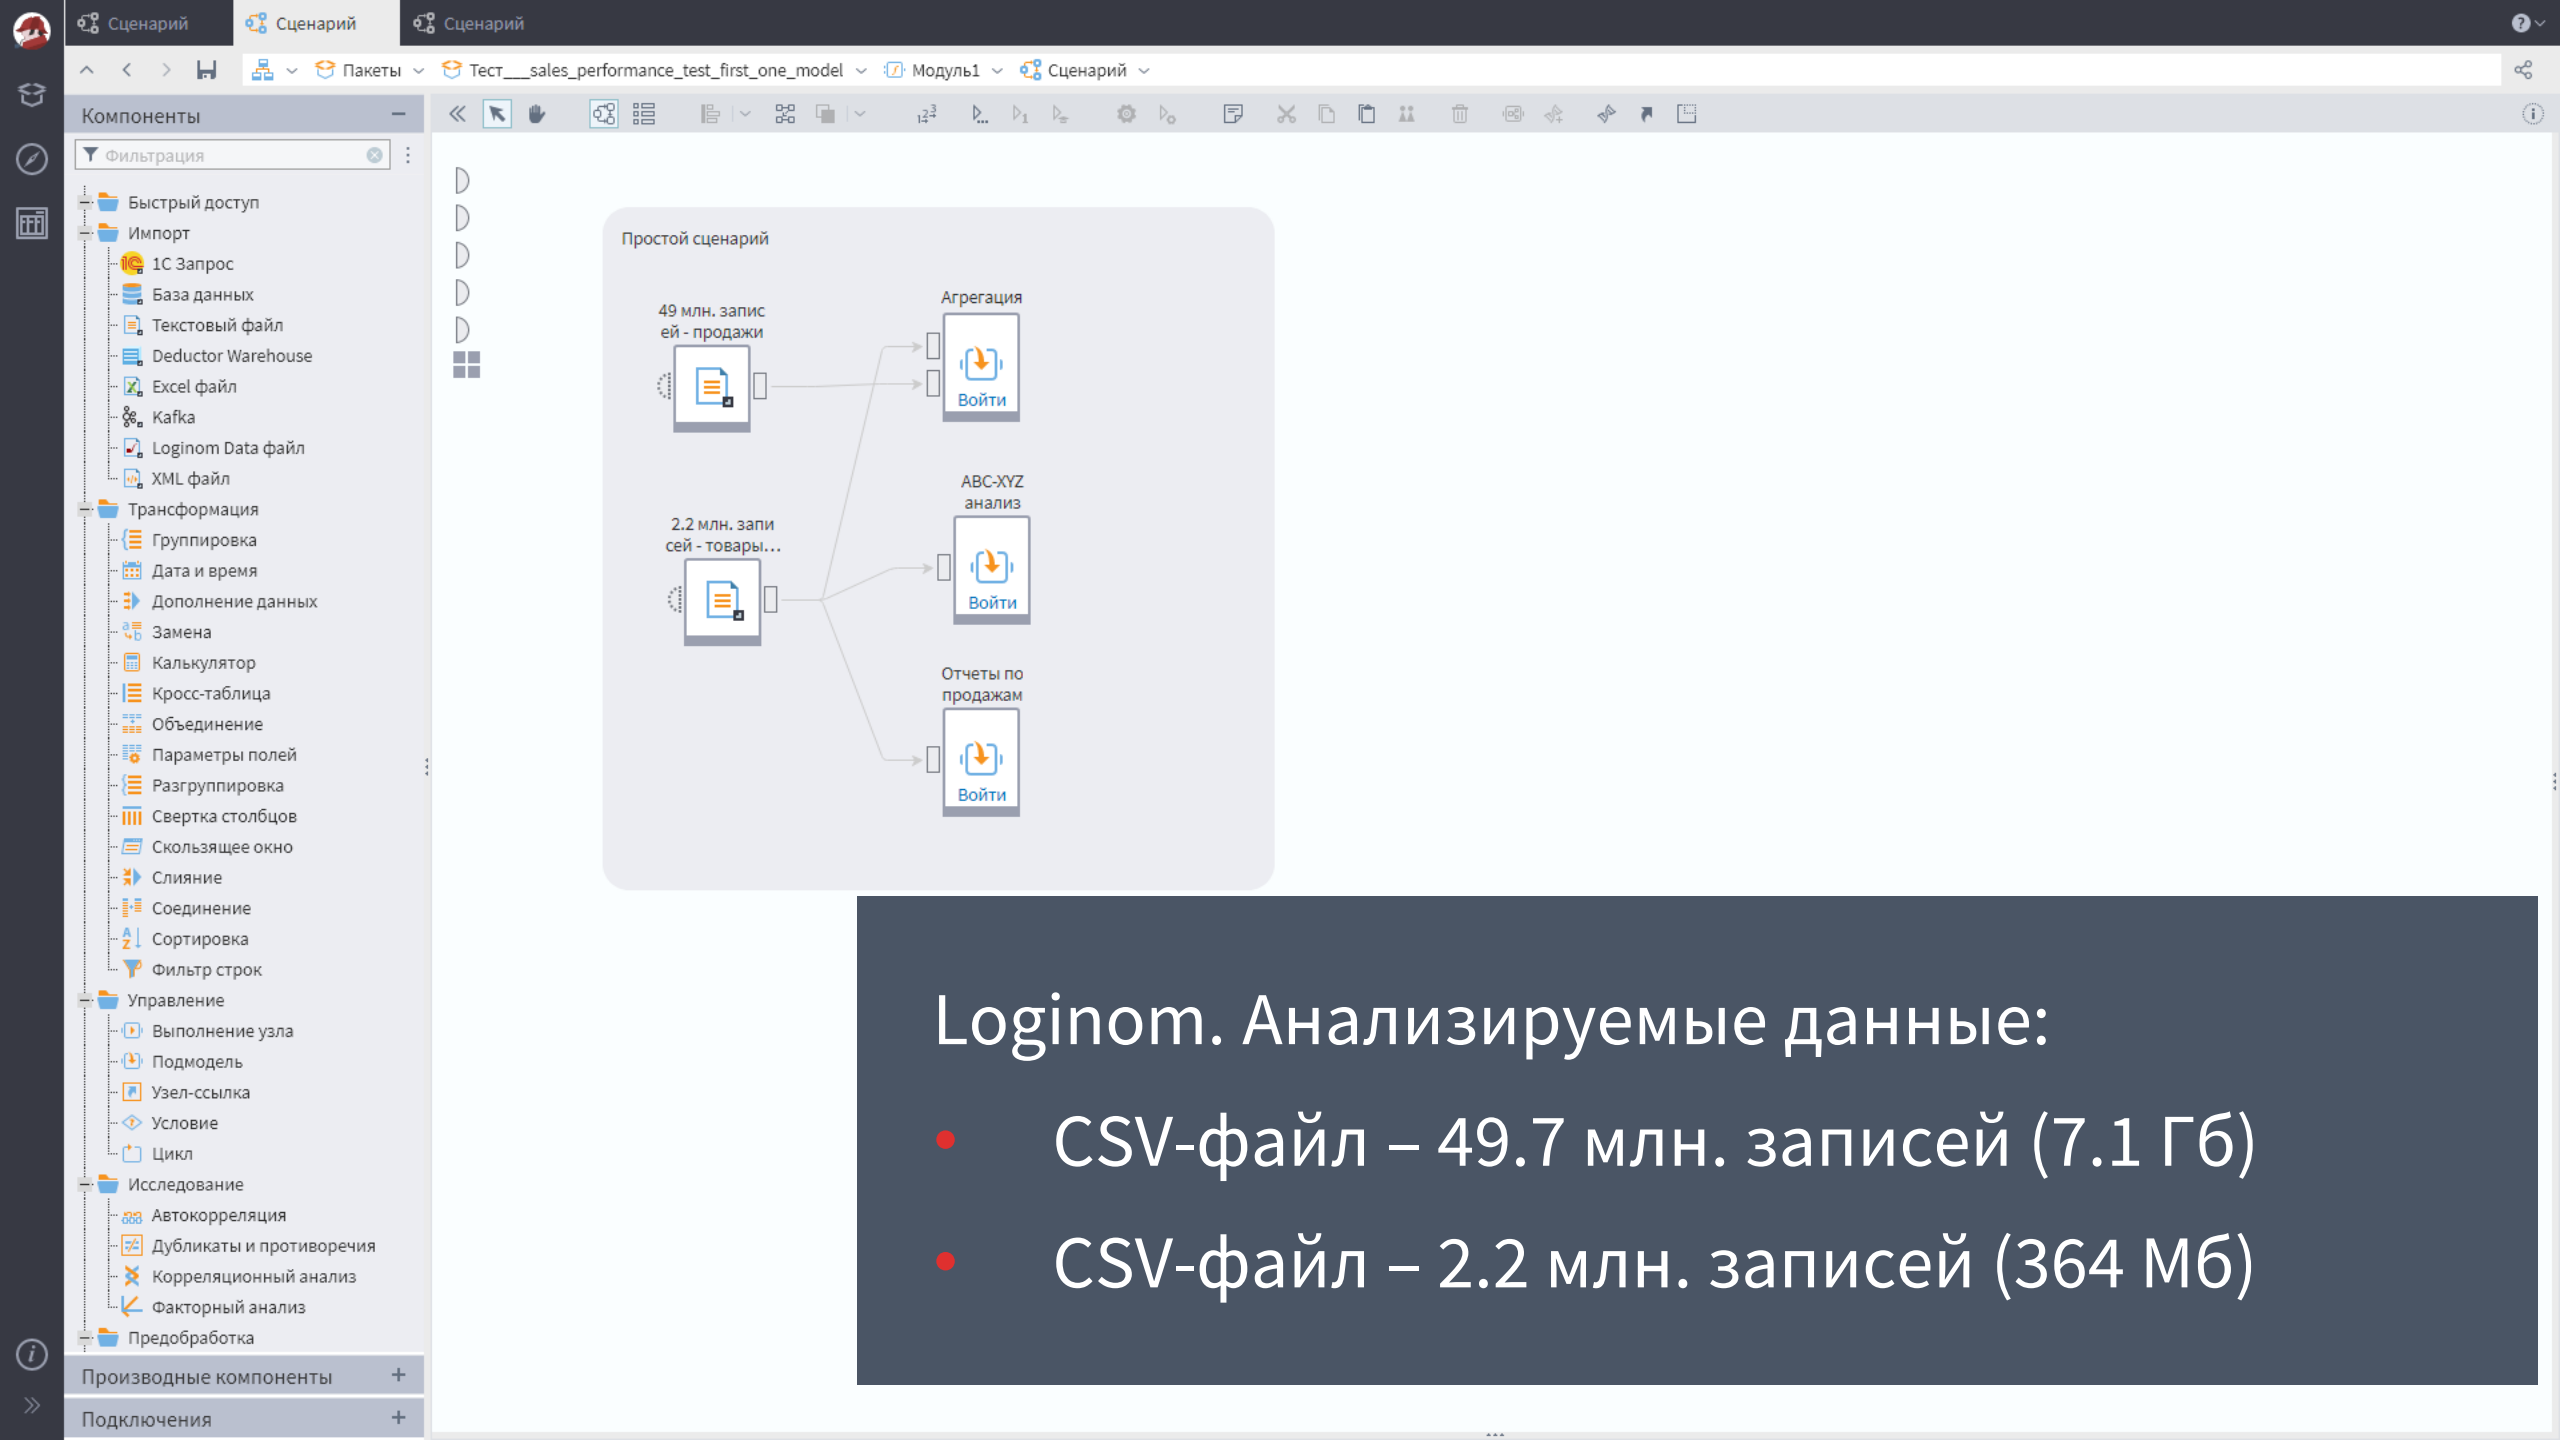 Сценарий
Сценарий
Сценарий
Пакеты
Тест___sales_performance_test_first_one_model
Модуль1
Сценарий
Компоненты
Фильтрация
Быстрый доступ
Импорт
1С Запрос
База данных
Текстовый файл
Deductor Warehouse
Excel файл
Kafka
Loginom Data файл
XML файл
Трансформация
Группировка
Дата и время
Дополнение данных
Замена
Калькулятор
Кросс-таблица
Объединение
Параметры полей
Разгруппировка
Свертка столбцов
Скользящее окно
Слияние
Соединение
Сортировка
Фильтр строк
Управление
Выполнение узла
Подмодель
Узел-ссылка
Условие
Цикл
Исследование
Автокорреляция
Дубликаты и противоречия
Корреляционный анализ
Факторный анализ
Предобработка
Производные компоненты
Подключения
Простой сценарий
49 млн. запис
ей - продажи
Агрегация
Войти
2.2 млн. запи
сей - товары...
ABC-XYZ
анализ
Войти
Отчеты по
продажам
Войти
Loginom. Анализируемые данные:
• CSV-файл – 49.7 млн. записей (7.1 Гб)
• CSV-файл – 2.2 млн. записей (364 Мб)